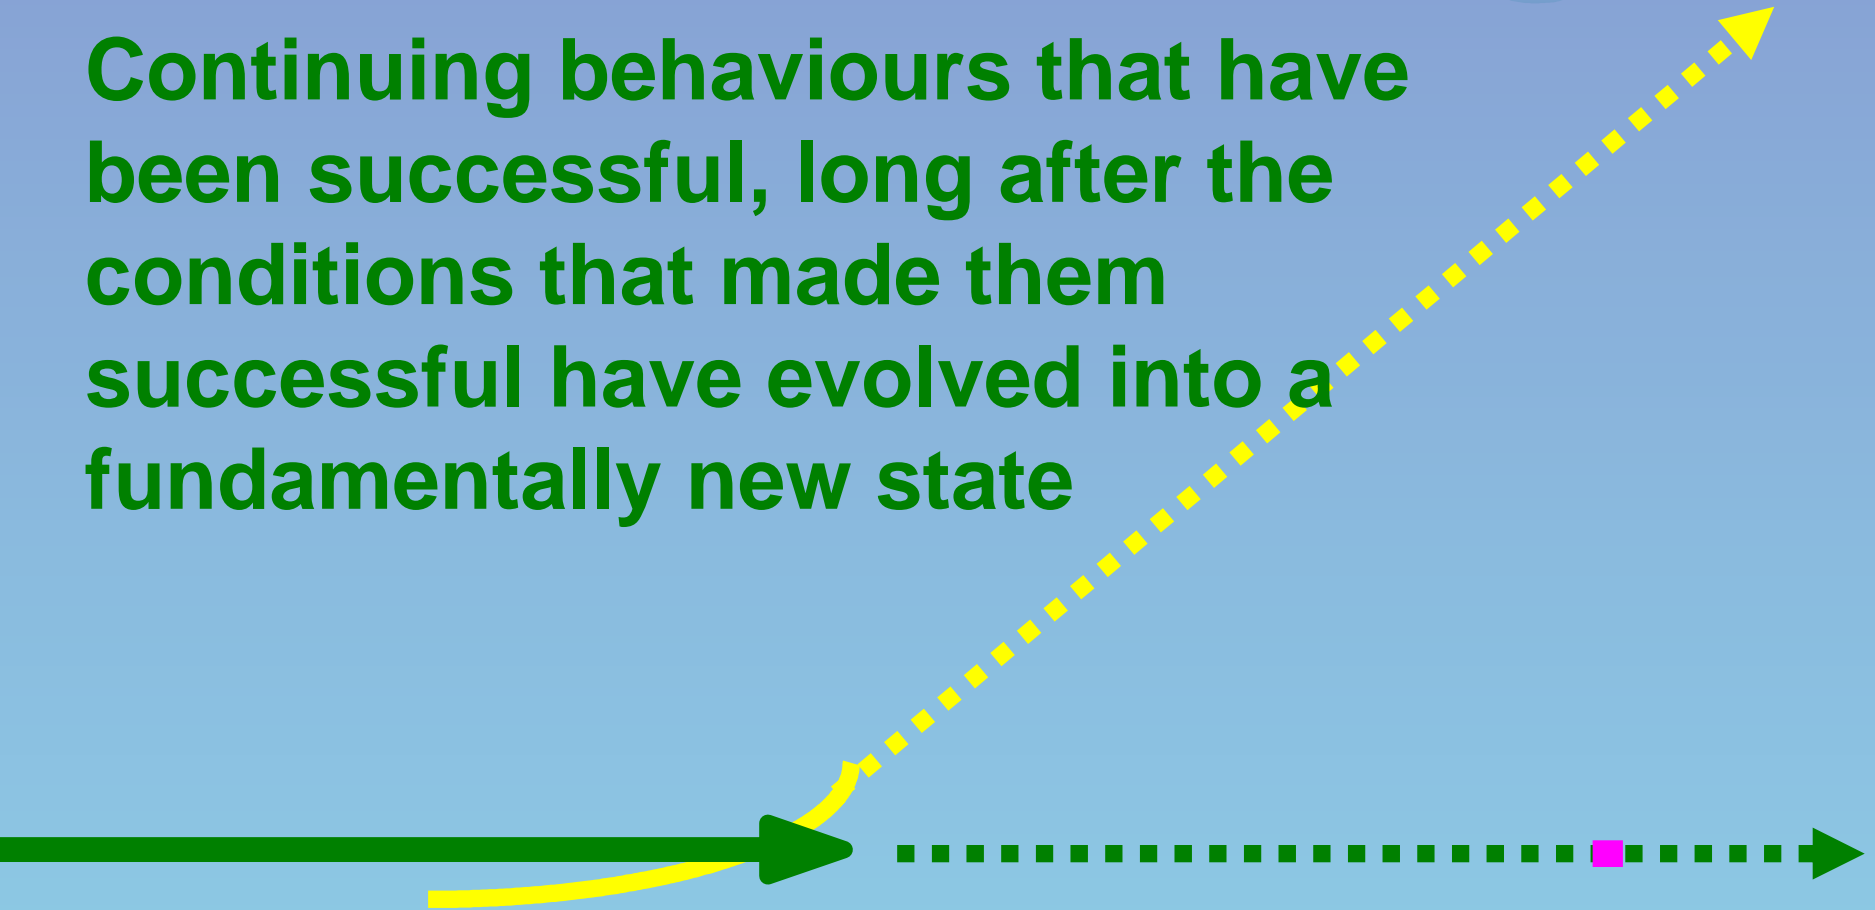 Continuing behaviours that have
been successful, long after the
conditions that made them
successful have evolved into a
fundamentally new state